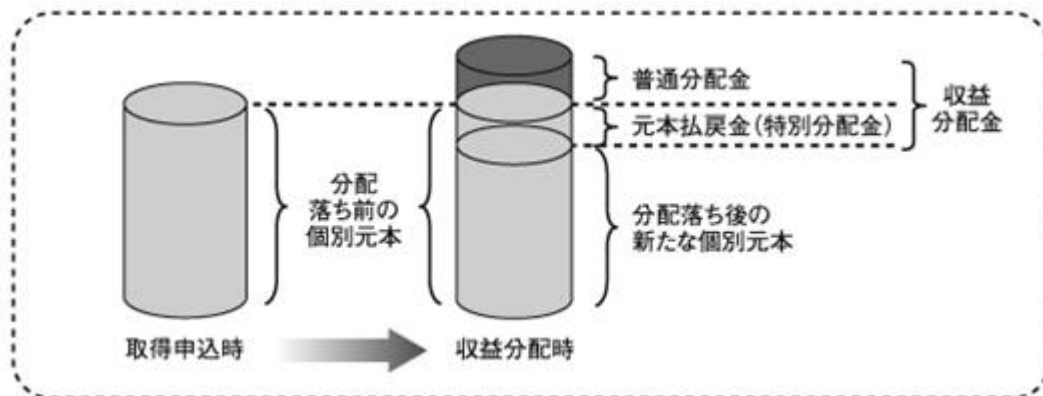 普通分配金
元本払戻金(特別分配金)
収益
分配金
分配
落ち前の
個別元本
分配落ち後の
新たな個別元本
取得申込時
収益分配時